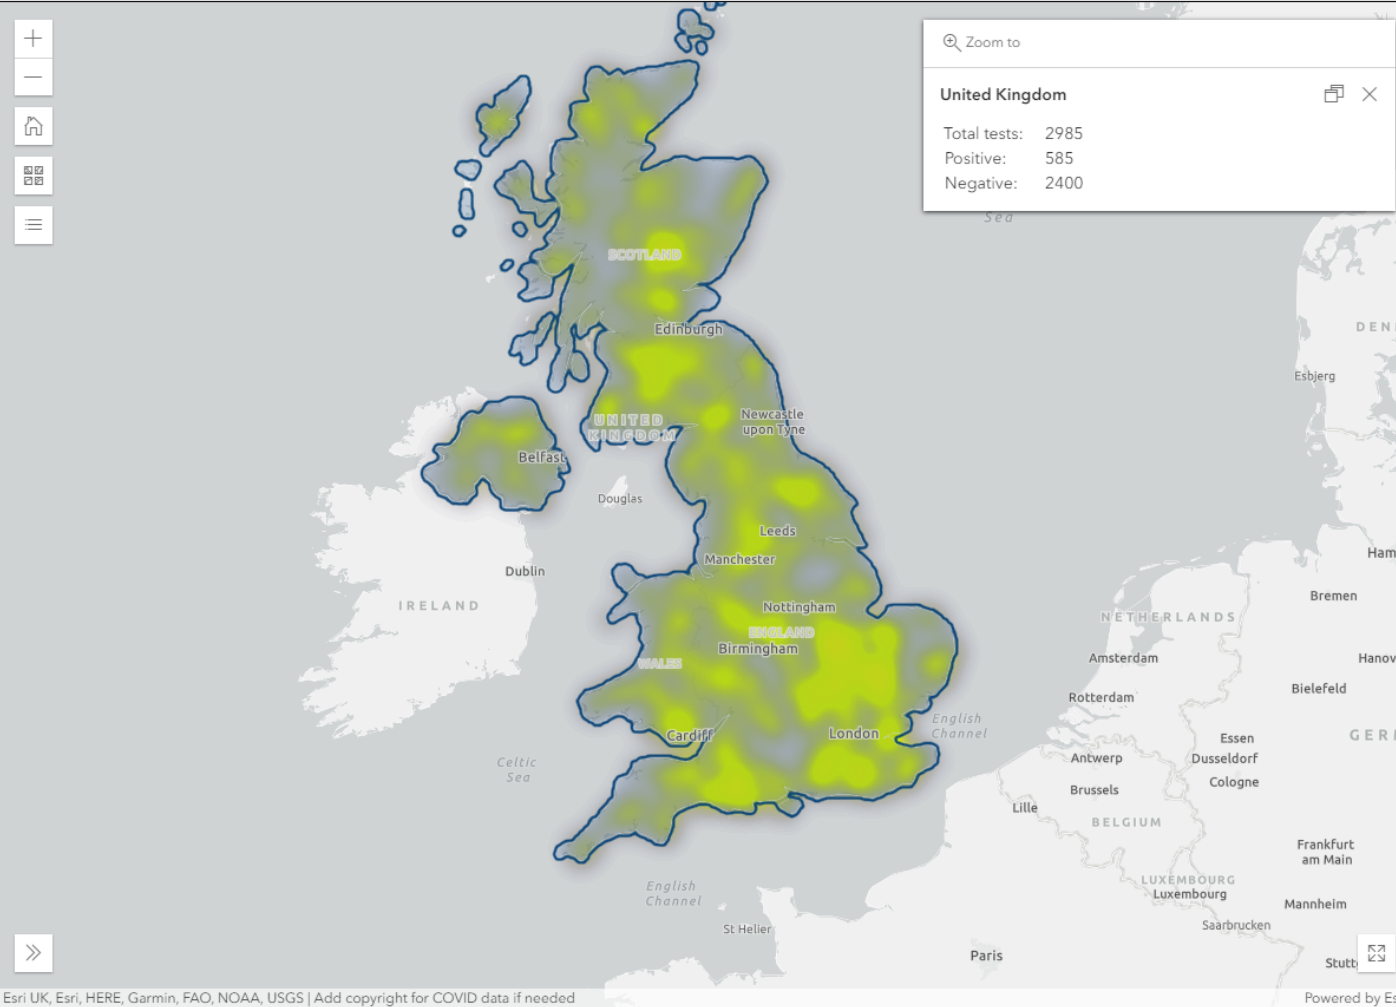 Zoom to
United Kingdom
Total tests: 2985
Positive: 585
Negative: 2400
Sea
SCOTLAND
Edinburgh
DEN
Esbjerg
UNITED
KINGDOM
Newcastle
upon Tyne
Belfast
Douglas
Leeds
Manchester
Ham
Dublin
Bremen
IRELAND
Nottingham
NETHERLANDS
ENGLAND
Birmingham
WALES
Amsterdam
Hanov
Rotterdam
Bielefeld
English
Channel
Cardiff
London
Essen
GER
Celtic
Sea
Antwerp
Dusseldorf
Cologne
Brussels
Lille
BELGIUM
Frankfurt
am Main
LUXEMBOURG
Luxembourg
English
Channel
Mannheim
St Helier
Saarbrucken
Paris
Stutt
Esri UK, Esri, HERE, Garmin, FAO, NOAA, USGS | Add copyright for COVID data if needed
Powered by Es